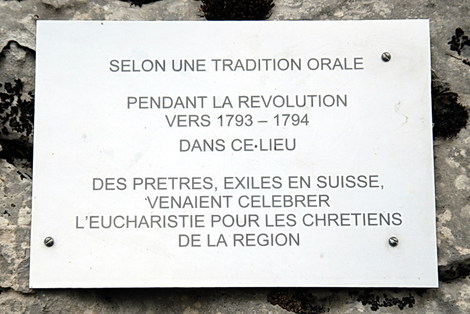 SELON UNE TRADITION ORALE
PENDANT LA REVOLUTION
VERS 1793 – 1794
DANS CE LIEU
DES PRETRES, EXILES EN SUISSE,
VENAIENT CELEBRER
L'EUCHARISTIE POUR LES CHRETIENS
DE LA REGION